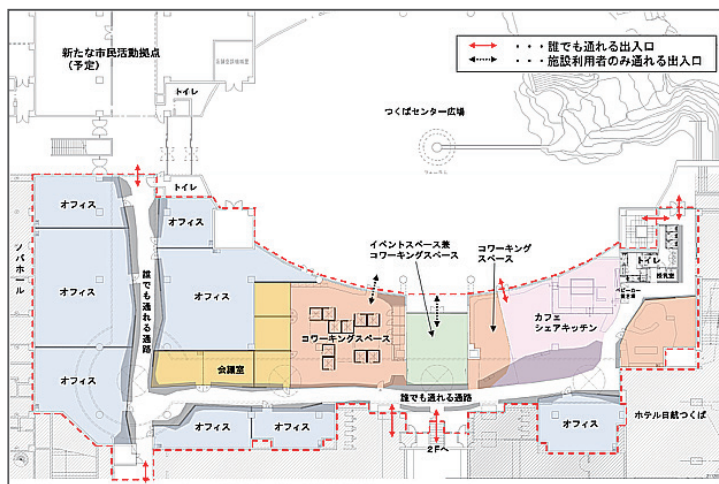 新たな市民活動拠点
(予定)
・・・誰でも通れる出入口
・・・施設利用者のみ通れる出入口
トイレ
つくばセンター広場
トイレ
オフィス
オフィス
イベントスペース兼
コワーキングスペース
コワーキング
スペース
トイレ
授乳室
ベビーカー
置き場
ノバホール
オフィス
誰でも通れる通路
オフィス
コワーキングスペース
カフェ
シェアキッチン
会議室
オフィス
誰でも通れる通路
オフィス
オフィス
オフィス
ホテル日航つくば
2Fへ